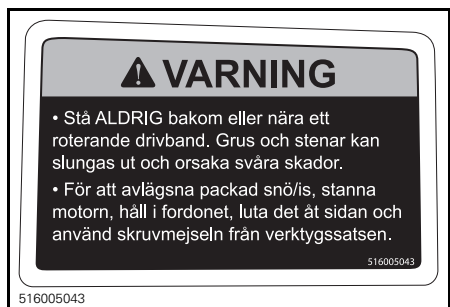 VARNING
• Stå ALDRIG bakom eller nära ett
roterande drivband. Grus och stenar kan
slungas ut och orsaka svåra skador.
• För att avlägsna packad snö/is, stanna
motorn, håll i fordonet, luta det åt sidan och
använd skruvmejseln från verktygssatsen.
516005043
516005043